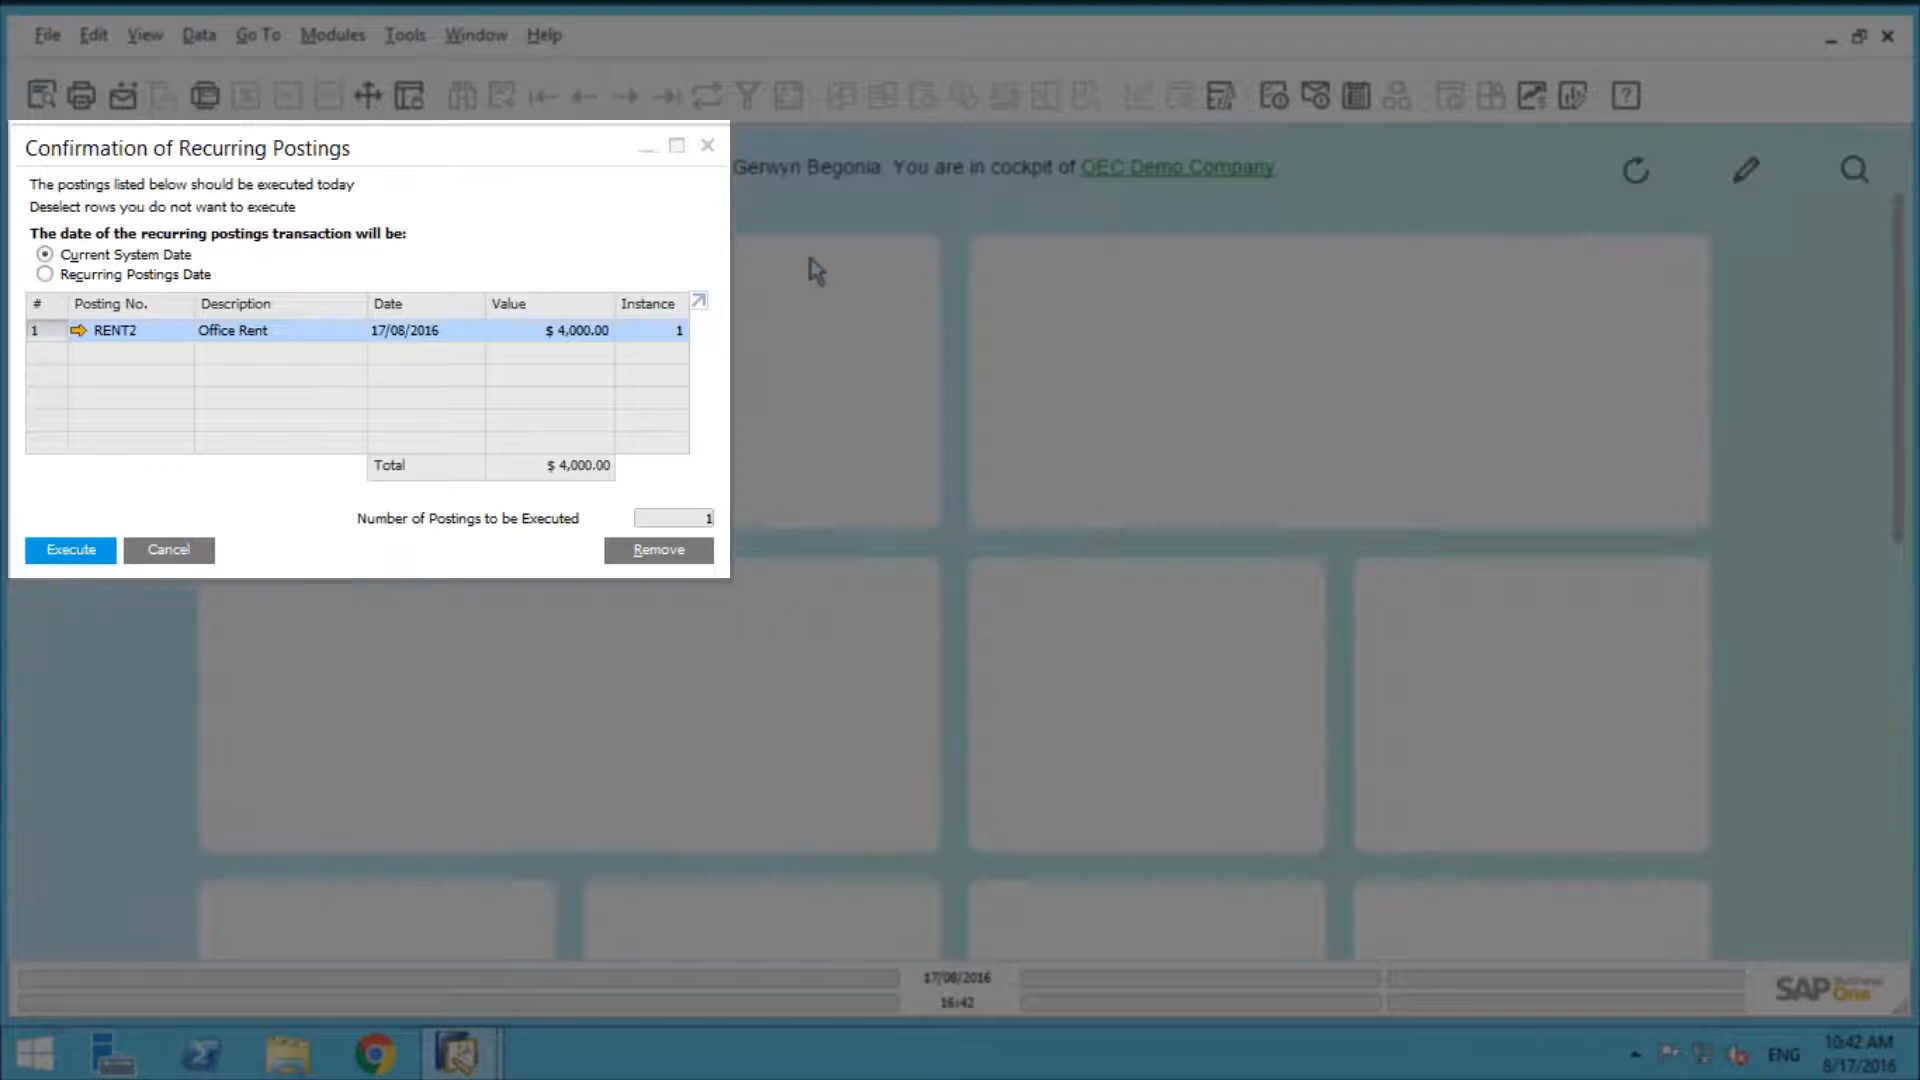 File Edit View Data Go To Modules Tools Window Help
Confirmation of Recurring Postings
Gerwyn Begonia. You are in cockpit of OEC Demo Company
The postings listed below should be executed today
Deselect rows you do not want to execute
The date of the recurring postings transaction will be:
Current System Date
Recurring Postings Date
# Posting No. Description Date Value Instance
1 RENT2 Office Rent 17/08/2016 $ 4,000.00 1
Total $ 4,000.00
Number of Postings to be Executed 1
Execute Cancel Remove
17/08/2016
16:42
SAP Business One
ENG
10:42 AM
8/17/2016